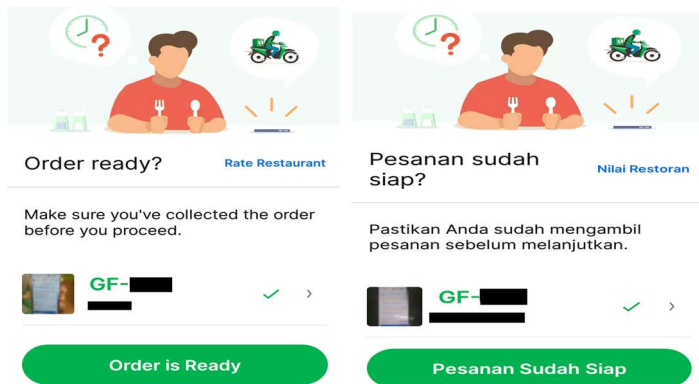 Order ready?
Rate Restaurant
Make sure you've collected the order
before you proceed.
GF-
Order is Ready
Pesanan sudah
siap?
Nilai Restoran
Pastikan Anda sudah mengambil
pesanan sebelum melanjutkan.
GF-
Pesanan Sudah Siap